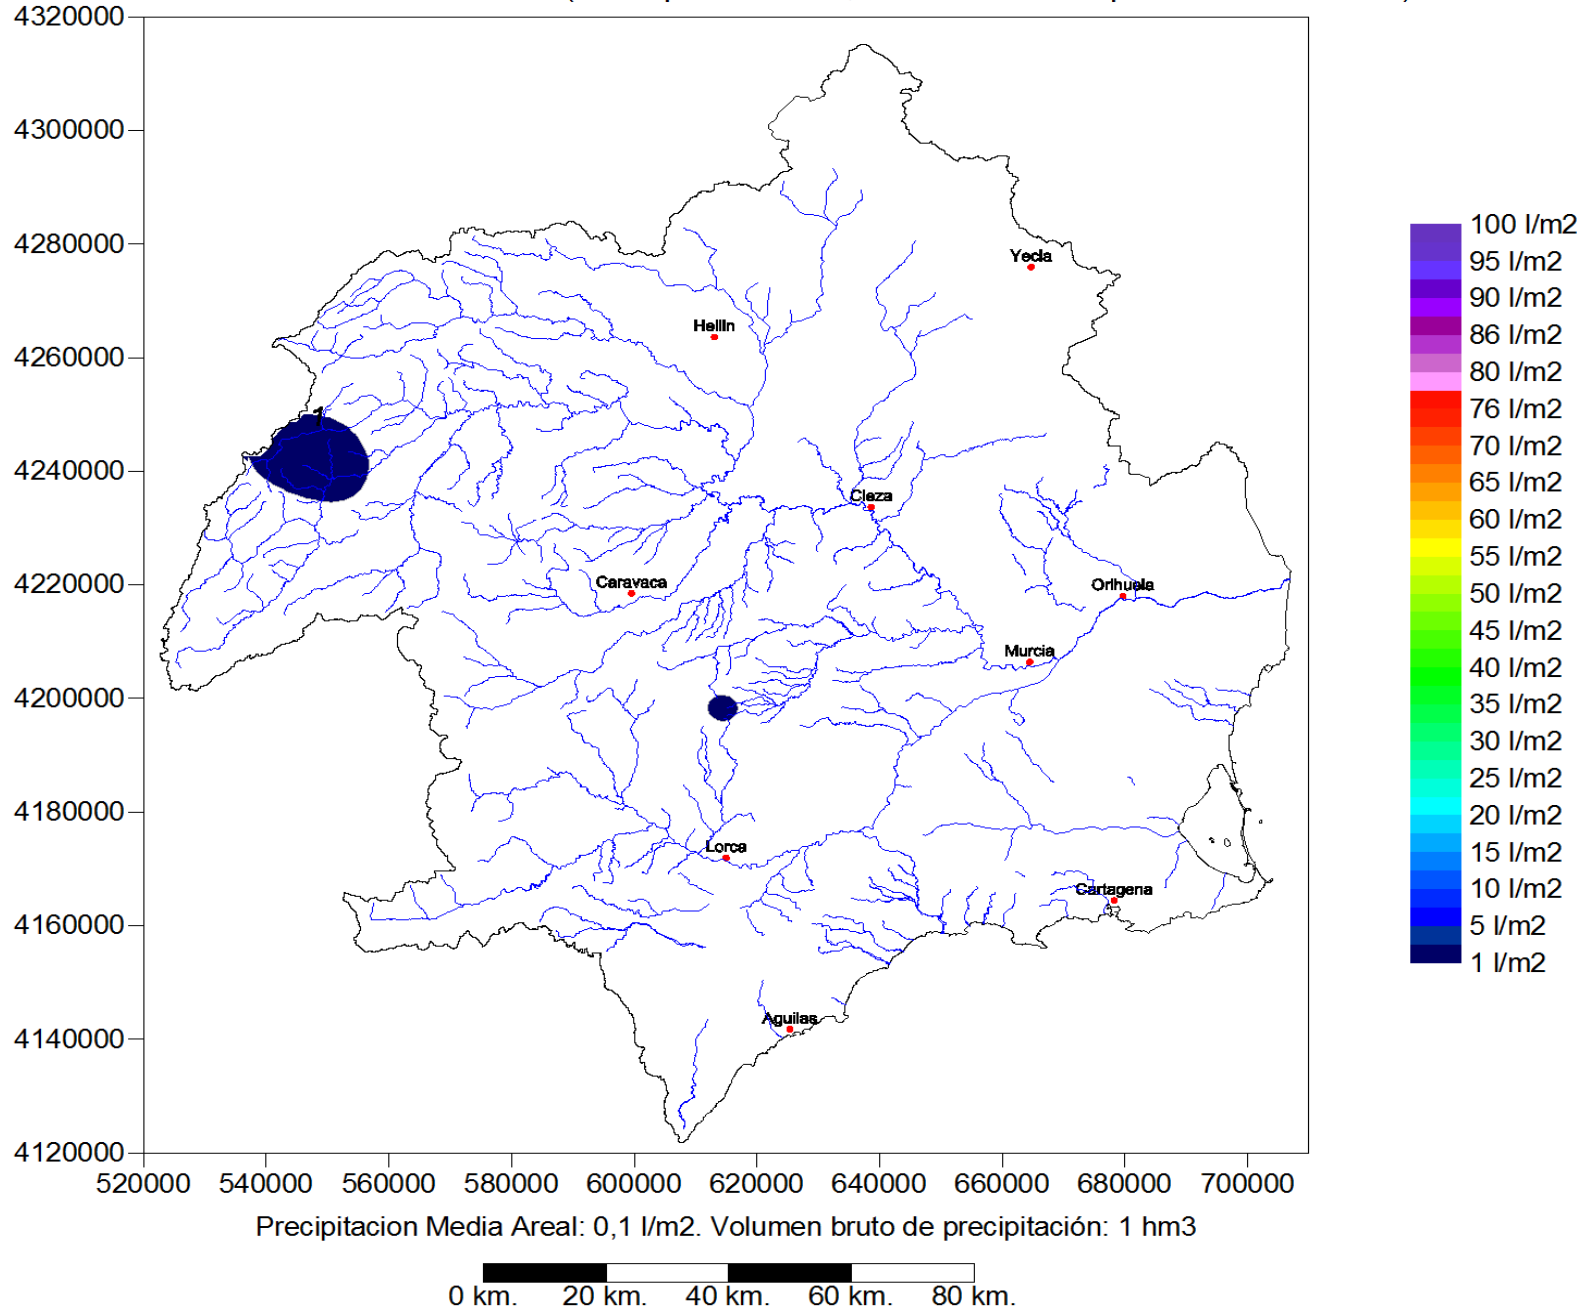 4320000
4300000
4280000
4260000
4240000
4220000
4200000
4180000
4160000
4140000
4120000
520000 540000 560000 580000 600000 620000 640000 660000 680000 700000
Yecla
Hellin
1
Cieza
Caravaca
Orihuela
Murcia
Lorca
Cartagena
Aguilas
100 l/m2
95 l/m2
90 l/m2
86 l/m2
80 l/m2
76 l/m2
70 l/m2
65 l/m2
60 l/m2
55 l/m2
50 l/m2
45 l/m2
40 l/m2
35 l/m2
30 l/m2
25 l/m2
20 l/m2
15 l/m2
10 l/m2
5 l/m2
1 l/m2
Precipitacion Media Areal: 0,1 l/m2. Volumen bruto de precipitación: 1 hm3
0 km. 20 km. 40 km. 60 km. 80 km.